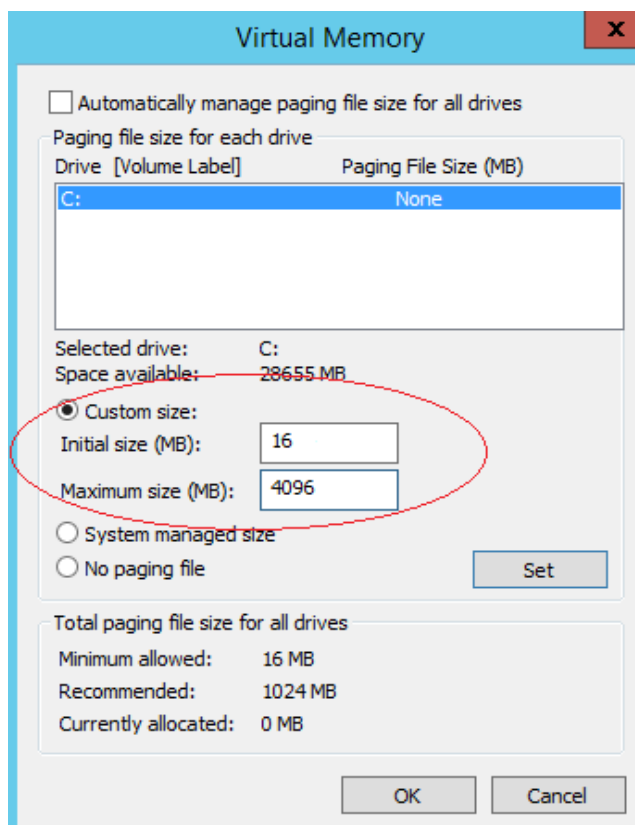 Virtual Memory
x
Automatically manage paging file size for all drives
Paging file size for each drive
Drive [Volume Label] Paging File Size (MB)
C: None
Selected drive: C:
Space available: 28655 MB
Custom size:
Initial size (MB): 16
Maximum size (MB): 4096
System managed size
No paging file
Set
Total paging file size for all drives
Minimum allowed: 16 MB
Recommended: 1024 MB
Currently allocated: 0 MB
OK Cancel